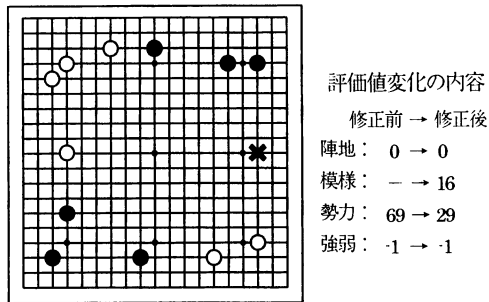 評価値変化の内容
修正前 → 修正後
陣地： 0 → 0
模様： − → 16
勢力： 69 → 29
強弱： -1 → -1